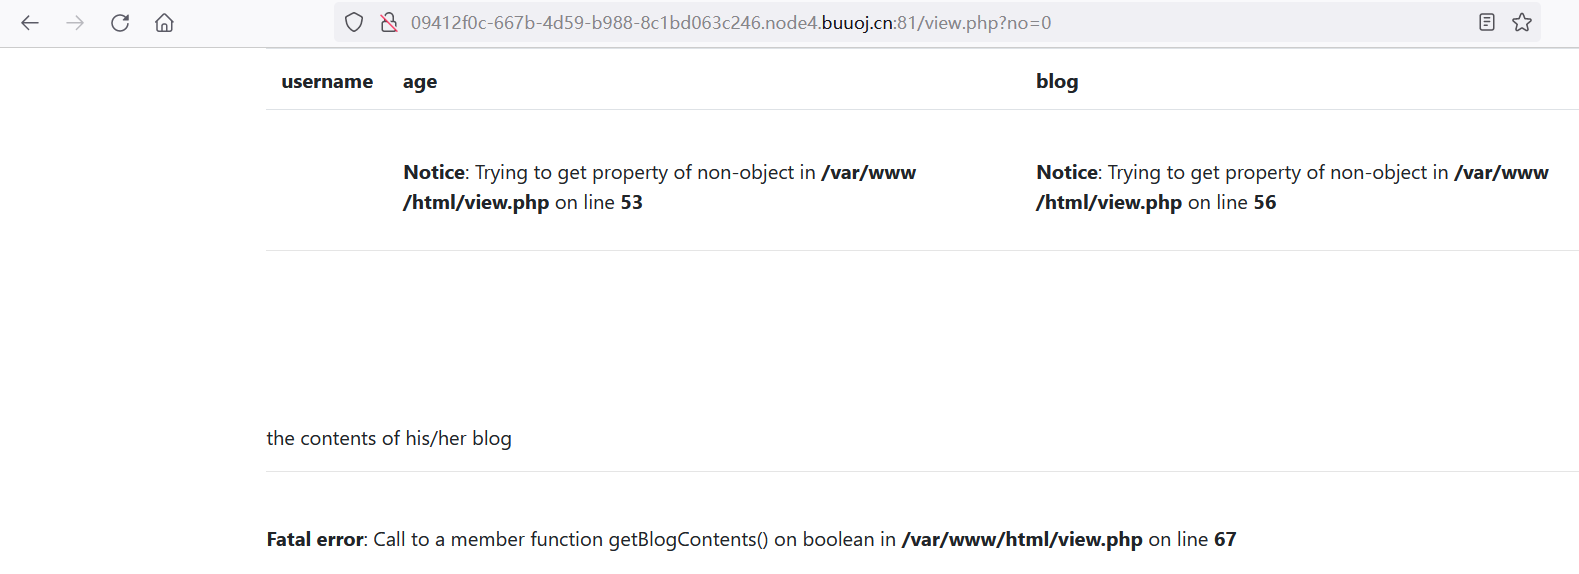 09412f0c-667b-4d59-b988-8c1bd063c246.node4.buuoj.cn:81/view.php?no=0
username age blog
Notice: Trying to get property of non-object in /var/www
/html/view.php on line 53
Notice: Trying to get property of non-object in /var/www
/html/view.php on line 56
the contents of his/her blog
Fatal error: Call to a member function getBlogContents() on boolean in /var/www/html/view.php on line 67